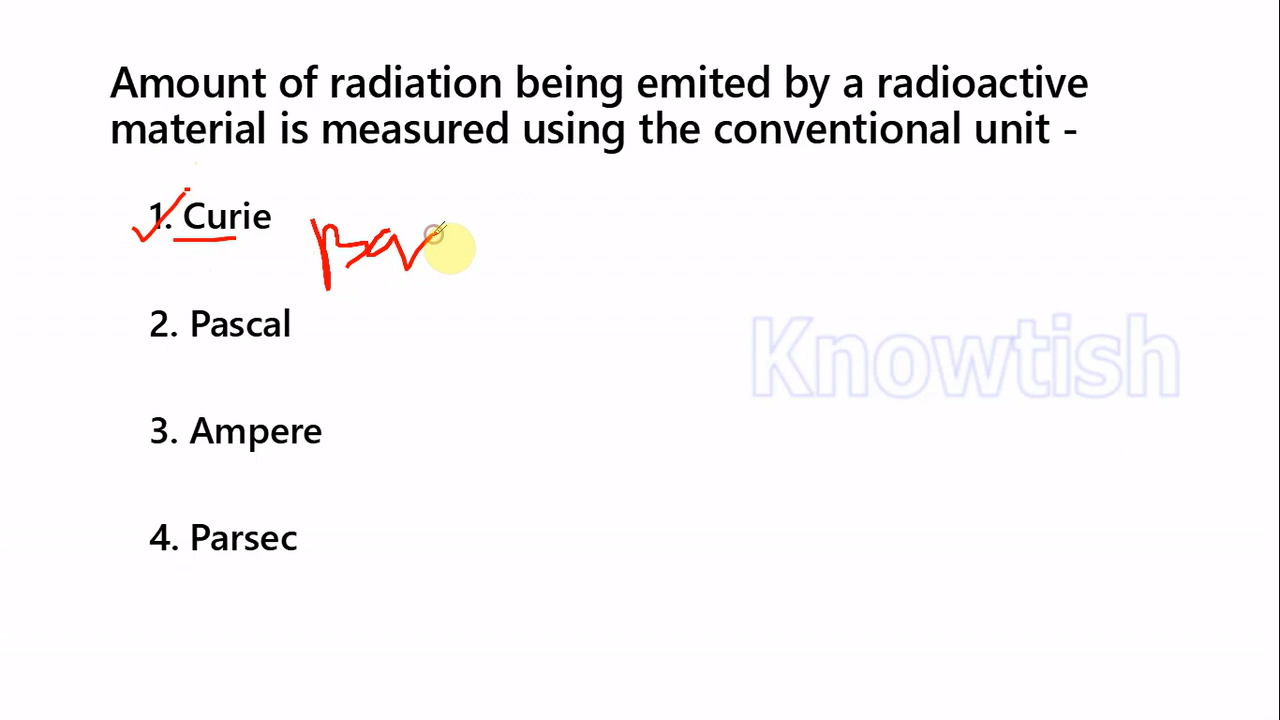 Amount of radiation being emited by a radioactive
material is measured using the conventional unit -
1. Curie
2. Pascal
Knowtish
3. Ampere
4. Parsec